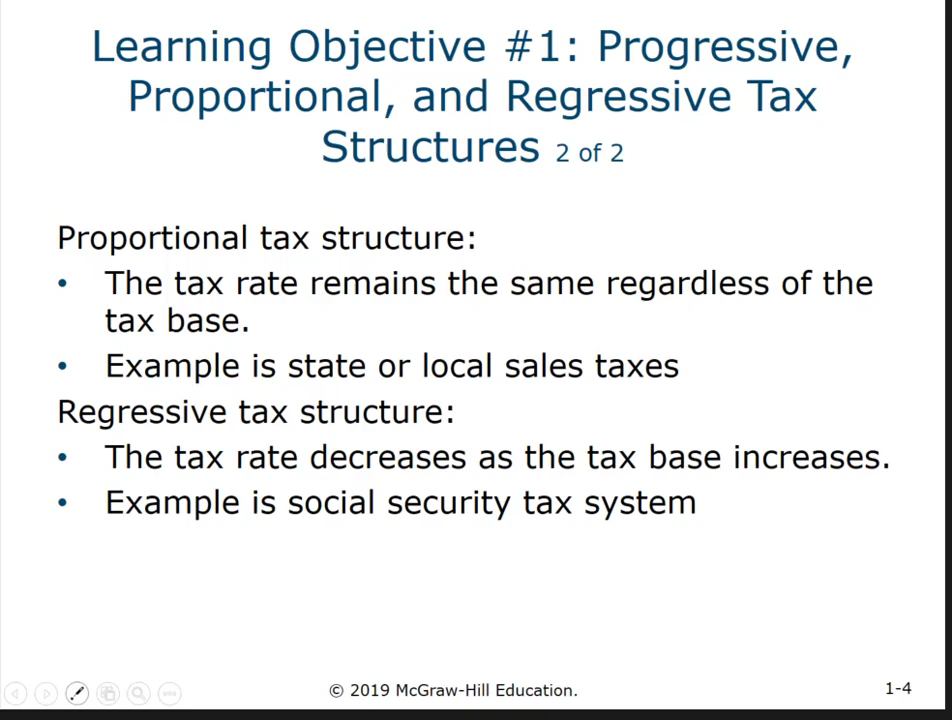 Learning Objective #1: Progressive,
Proportional, and Regressive Tax
Structures 2 of 2
Proportional tax structure:
• The tax rate remains the same regardless of the
tax base.
• Example is state or local sales taxes
Regressive tax structure:
• The tax rate decreases as the tax base increases.
• Example is social security tax system
© 2019 McGraw-Hill Education.
1-4